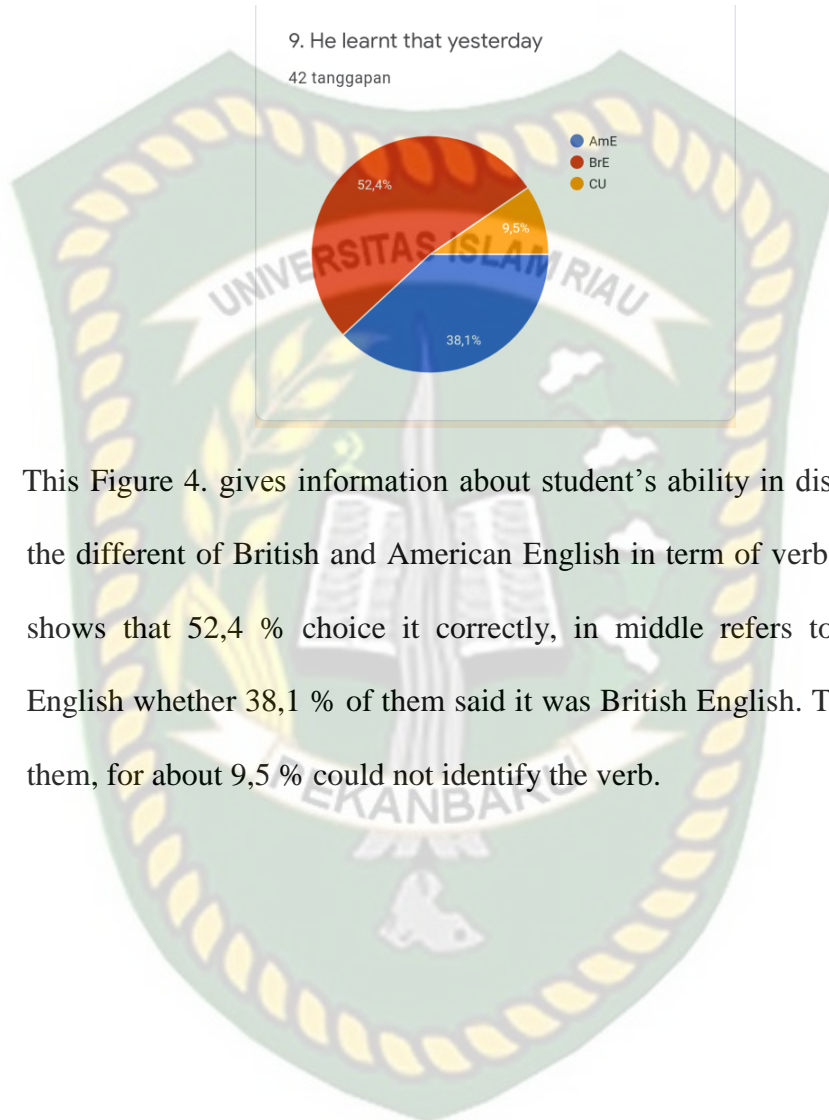 9. He learnt that yesterday
42 tanggapan
AmE
BrE
CU
52,4%
9,5%
38,1%
UNIVERSITAS ISLAM RIAU
This Figure 4. gives information about student’s ability in dis
the different of British and American English in term of verb
shows that 52,4 % choice it correctly, in middle refers to
English whether 38,1 % of them said it was British English. T
them, for about 9,5 % could not identify the verb.
PEKANBARU